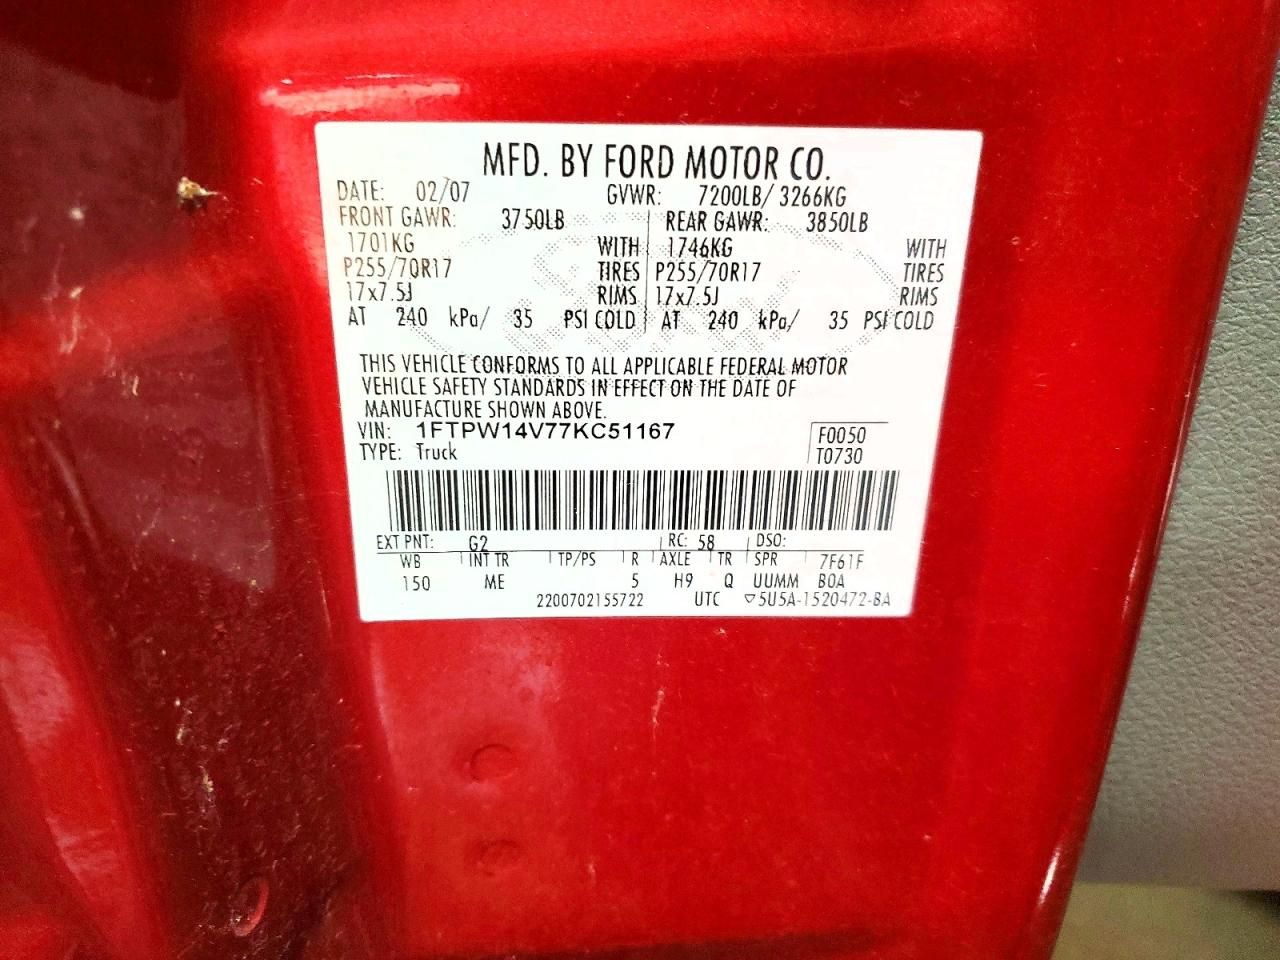 MFD. BY FORD MOTOR CO.
DATE: 02/07 GVWR: 7200LB/ 3266KG
FRONT GAWR: 3750LB REAR GAWR: 3850LB
1701KG WITH 1746KG WITH
P255/70R17 TIRES P255/70R17 TIRES
17x7.5J RIMS 17x7.5J RIMS
AT 240 kPa/ 35 PSI COLD AT 240 kPa/ 35 PSI COLD
THIS VEHICLE CONFORMS TO ALL APPLICABLE FEDERAL MOTOR
VEHICLE SAFETY STANDARDS IN EFFECT ON THE DATE OF
MANUFACTURE SHOWN ABOVE.
VIN: 1FTPW14V77KC51167 F0050
TYPE: Truck T0730
EXT PNT: G2 RC: 58 DSO:
WB INT TR TP/PS R AXLE TR SPR 7F61F
150 ME 5 H9 Q UUMM B0A
2200702155722 UTC ▽5U5A-1520472-BA